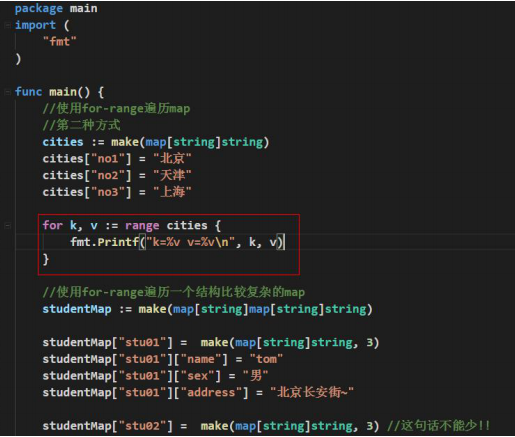 package main
import (
    "fmt"
)
func main() {
    //使用for-range遍历map
    //第二种方式
    cities := make(map[string]string)
    cities["no1"] = "北京"
    cities["no2"] = "天津"
    cities["no3"] = "上海"
    for k, v := range cities {
        fmt.Printf("k=%v v=%v\n", k, v)
    }
    //使用for-range遍历一个结构比较复杂的map
    studentMap := make(map[string]map[string]string)
    studentMap["stu01"] =  make(map[string]string, 3)
    studentMap["stu01"]["name"] = "tom"
    studentMap["stu01"]["sex"] = "男"
    studentMap["stu01"]["address"] = "北京长安街~"
    studentMap["stu02"] =  make(map[string]string, 3) //这句话不能少!!